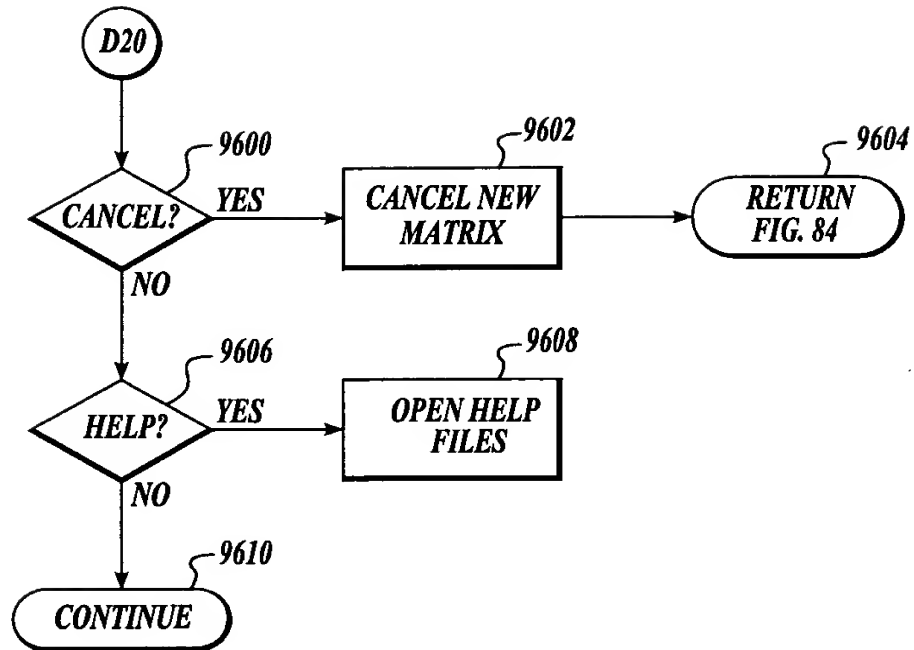 D20
9600
CANCEL?
YES
9602
CANCEL NEW
MATRIX
9604
RETURN
FIG. 84
NO
9606
HELP?
YES
9608
OPEN HELP
FILES
NO
9610
CONTINUE